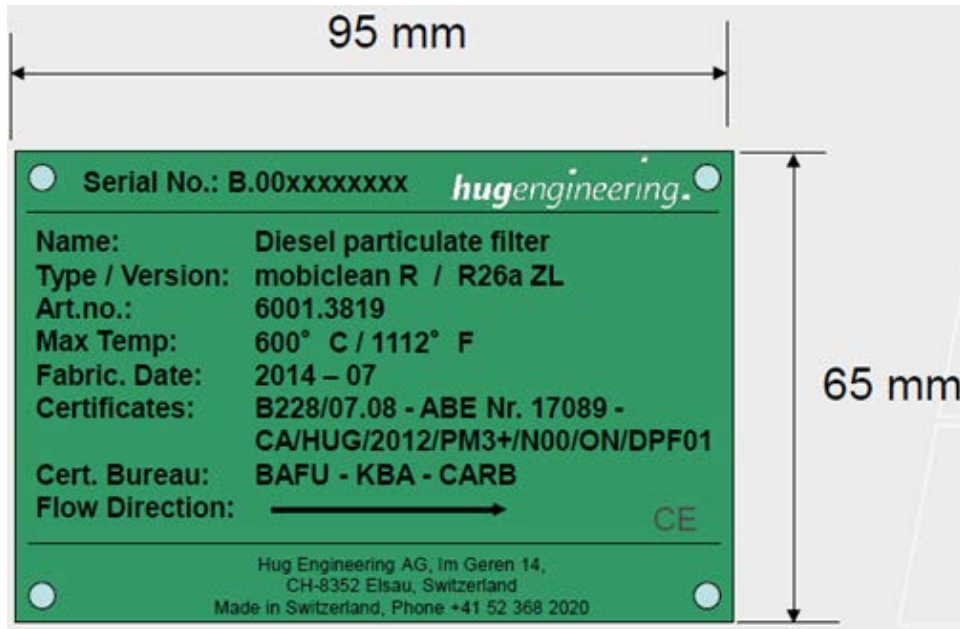 95 mm
Serial No.: B.00xxxxxxxx hugengineering.
Name: Diesel particulate filter
Type / Version: mobiclean R / R26a ZL
Art.no.: 6001.3819
Max Temp: 600° C / 1112° F
Fabric. Date: 2014 – 07
Certificates: B228/07.08 - ABE Nr. 17089 -
CA/HUG/2012/PM3+/N00/ON/DPF01
Cert. Bureau: BAFU - KBA - CARB
Flow Direction:
CE
Hug Engineering AG, Im Geren 14,
CH-8352 Elsau, Switzerland
Made in Switzerland, Phone +41 52 368 2020
65 mm